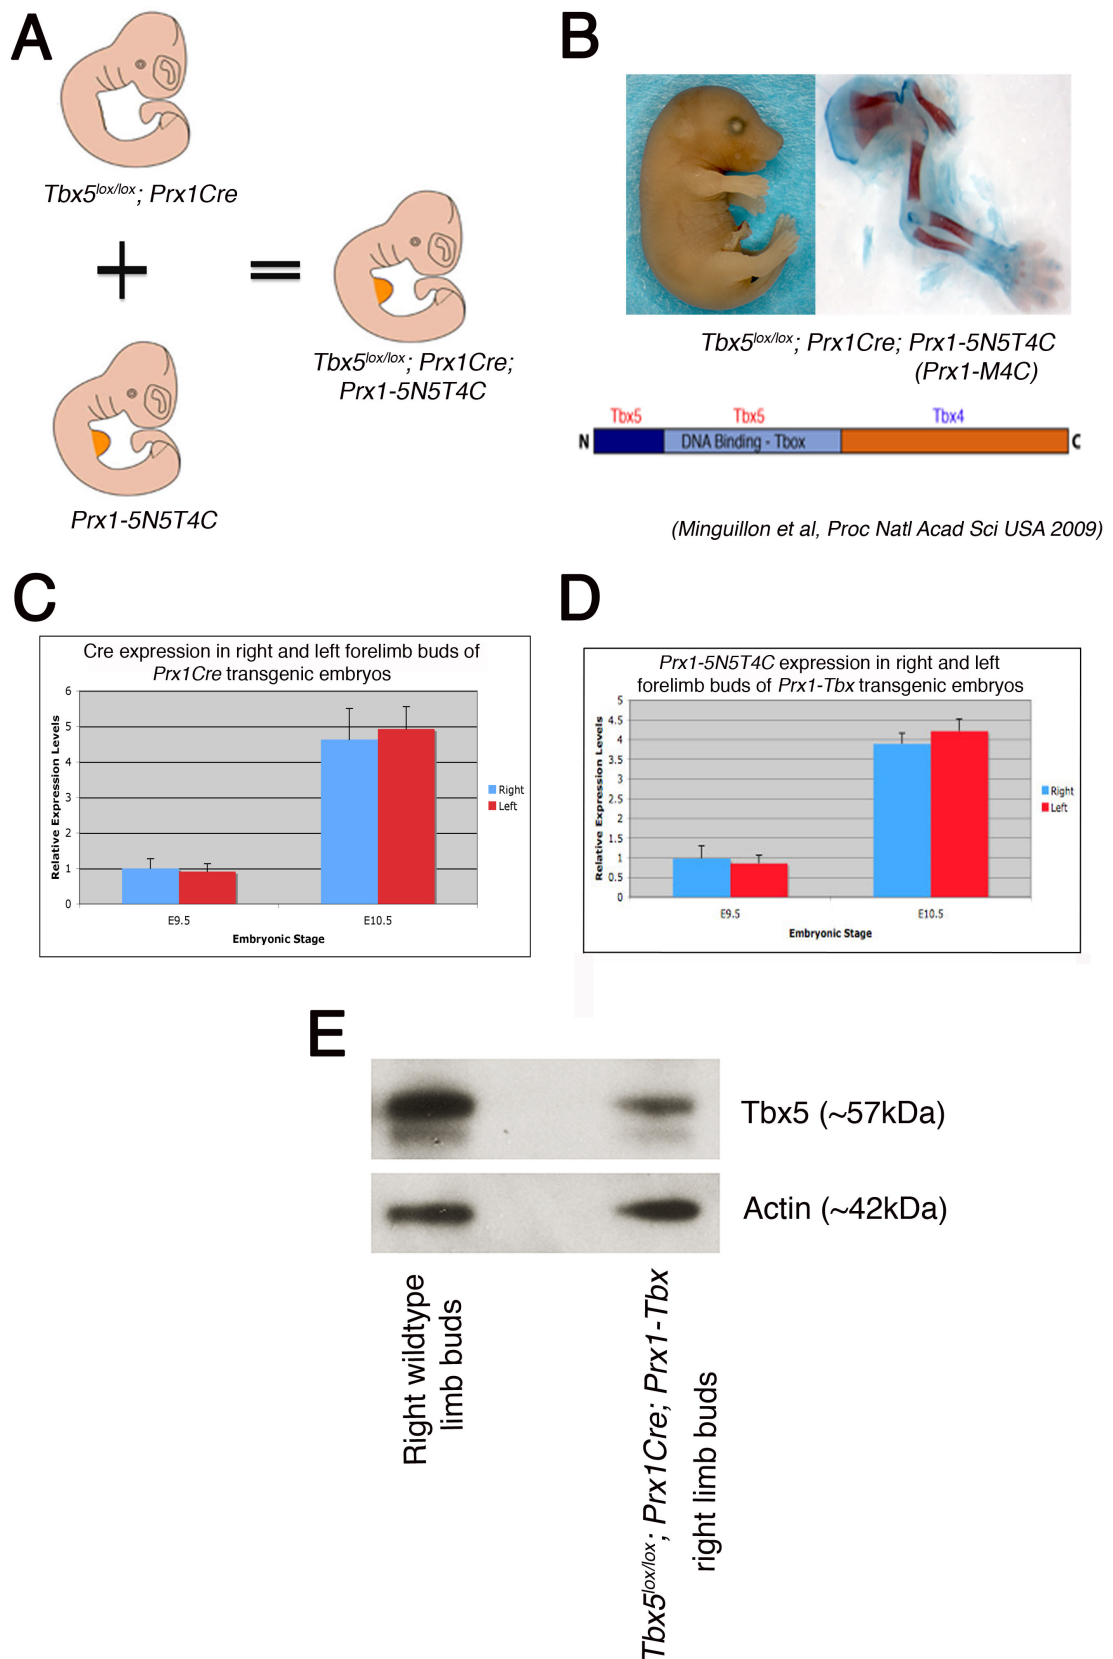 A
Tbx5lox/lox; Prx1Cre
+
=
Tbx5lox/lox; Prx1Cre;
Prx1-5N5T4C
Prx1-5N5T4C
B
Tbx5lox/lox; Prx1Cre; Prx1-5N5T4C
(Prx1-M4C)
Tbx5 Tbx5 Tbx4
N DNA Binding - Tbox C
(Minguillon et al, Proc Natl Acad Sci USA 2009)
C
Cre expression in right and left forelimb buds of
Prx1Cre transgenic embryos
Relative Expression Levels
6
5
4
3
2
1
0
E9.5 E10.5
Embryonic Stage
Right
Left
D
Prx1-5N5T4C expression in right and left
forelimb buds of Prx1-Tbx transgenic embryos
Relative Expression Levels
5
4.5
4
3.5
3
2.5
2
1.5
1
0.5
0
E9.5 E10.5
Embryonic Stage
Right
Left
E
Tbx5 (~57kDa)
Actin (~42kDa)
Right wildtype
limb buds
Tbx5lox/lox; Prx1Cre; Prx1-Tbx
right limb buds